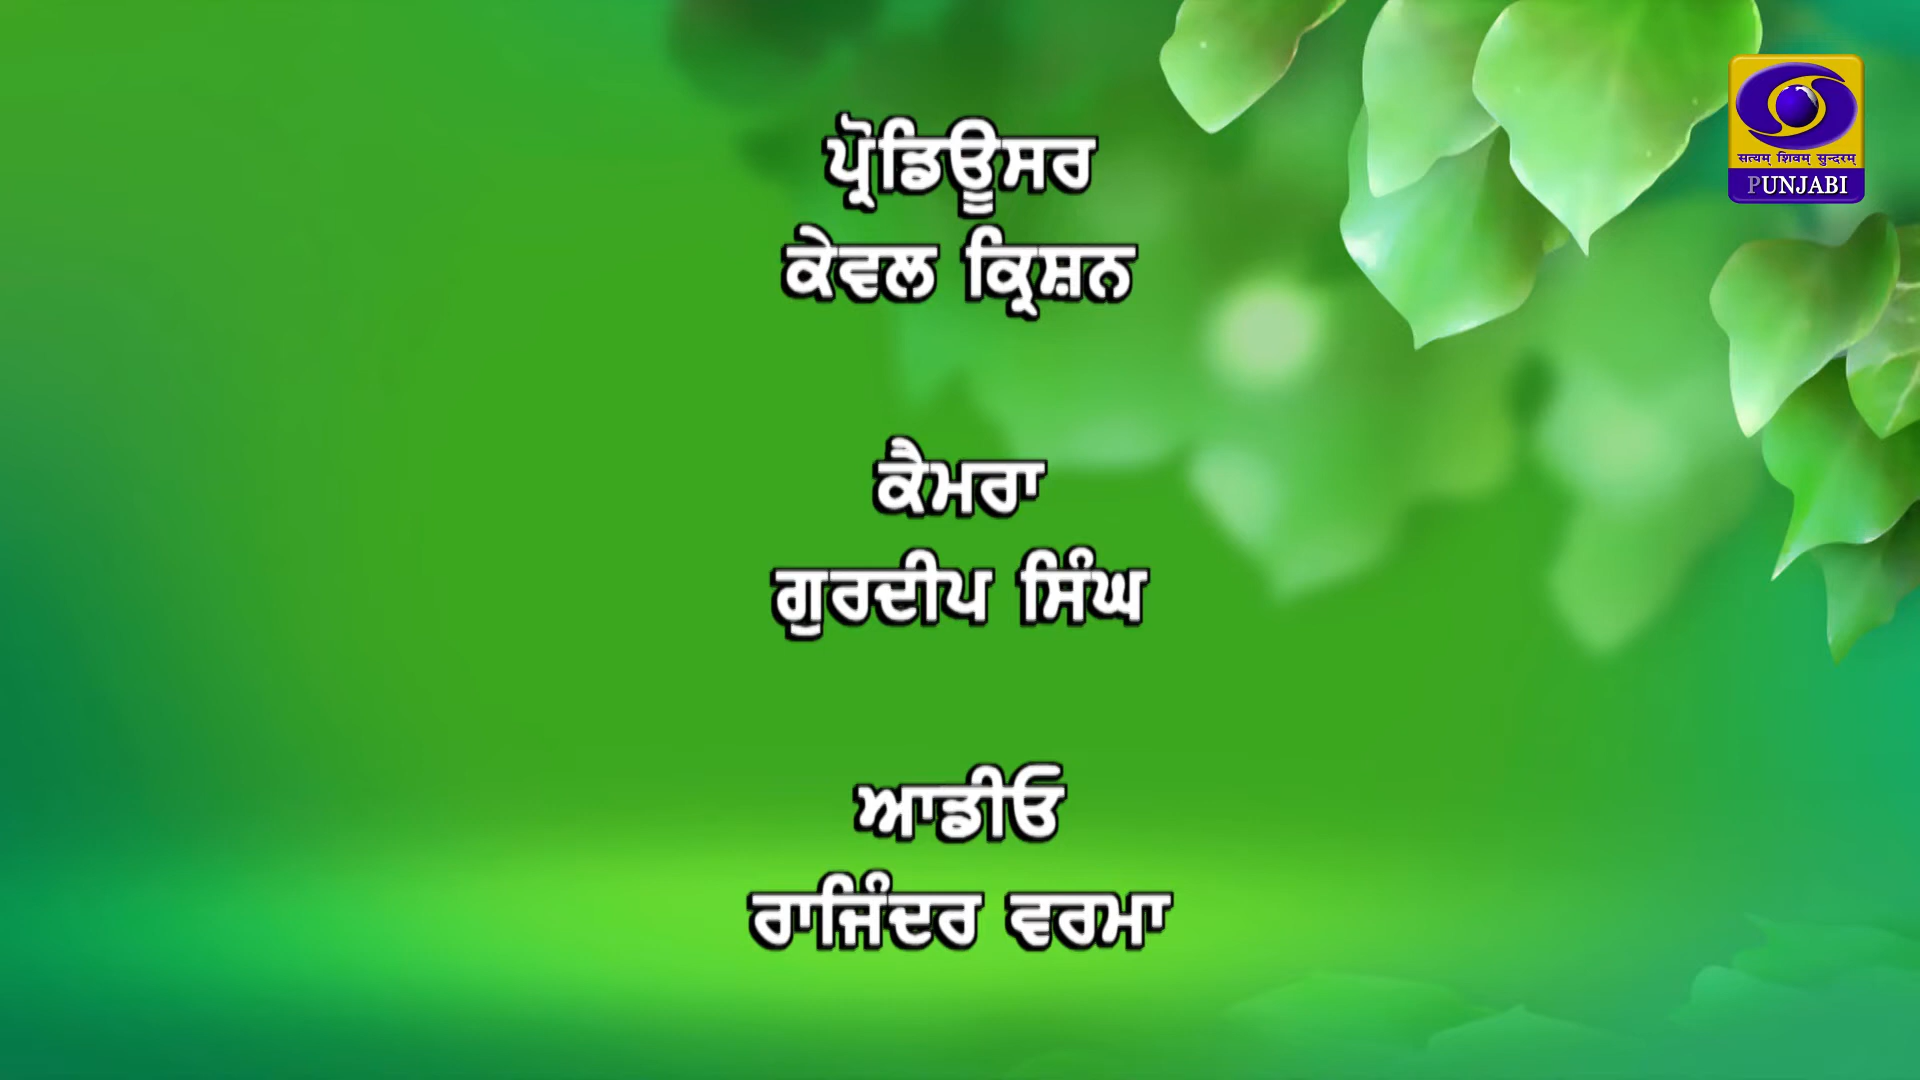 ਪ੍ਰੋਡਿਊਸਰ
ਕੇਵਲ ਕ੍ਰਿਸ਼ਨ
ਕੈਮਰਾ
ਗੁਰਦੀਪ ਸਿੰਘ
ਆਡੀਓ
ਰਾਜਿੰਦਰ ਵਰਮਾ
सत्यम् शिवम् सुन्दरम्
PUNJABI